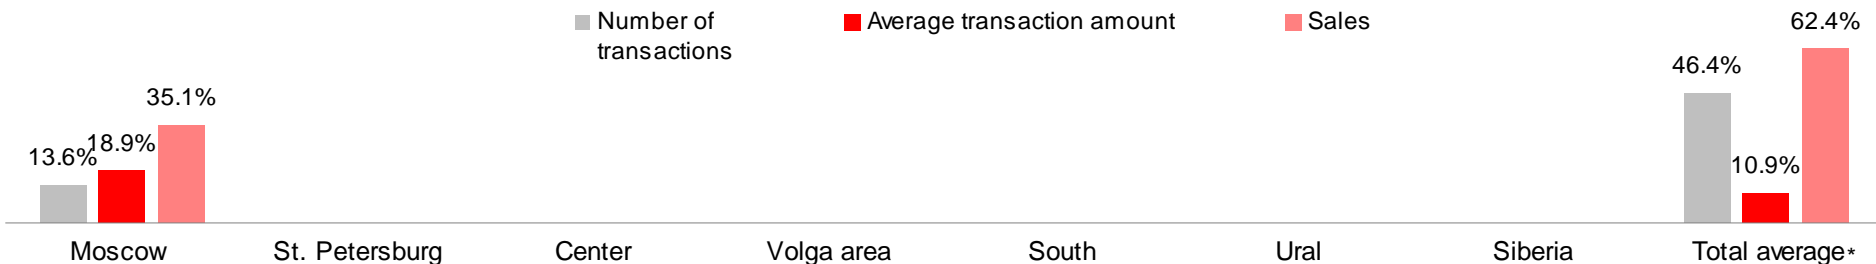 Number of
transactions
Average transaction amount
Sales
13.6%
18.9%
35.1%
46.4%
10.9%
62.4%
Moscow St. Petersburg Center Volga area South Ural Siberia Total average*